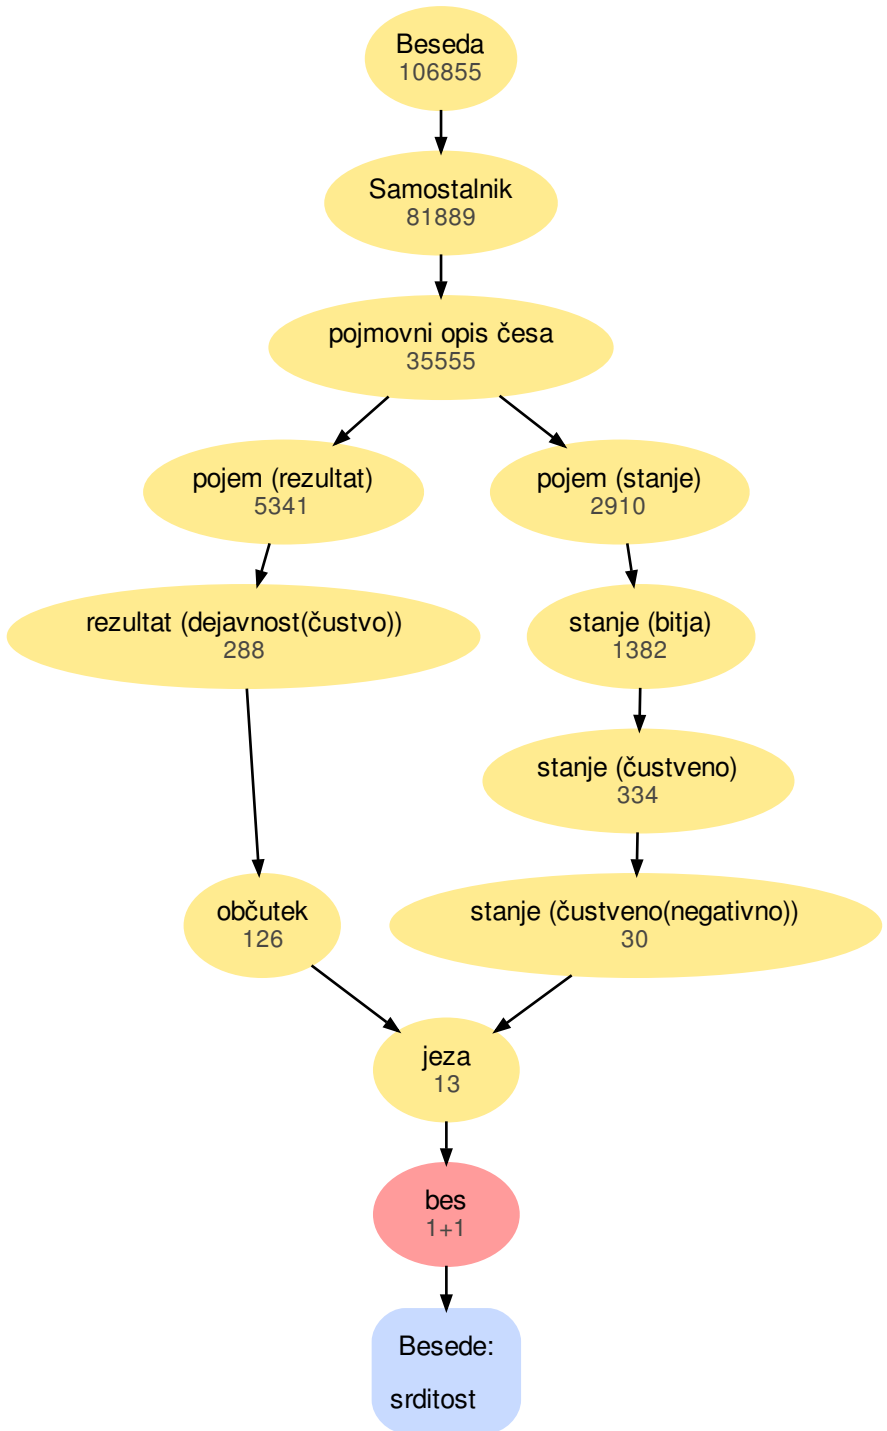 Beseda
106855
Samostalnik
81889
pojmovni opis česa
35555
pojem (rezultat)
5341
pojem (stanje)
2910
rezultat (dejavnost(čustvo))
288
stanje (bitja)
1382
stanje (čustveno)
334
občutek
126
stanje (čustveno(negativno))
30
jeza
13
bes
1+1
Besede:
srditost